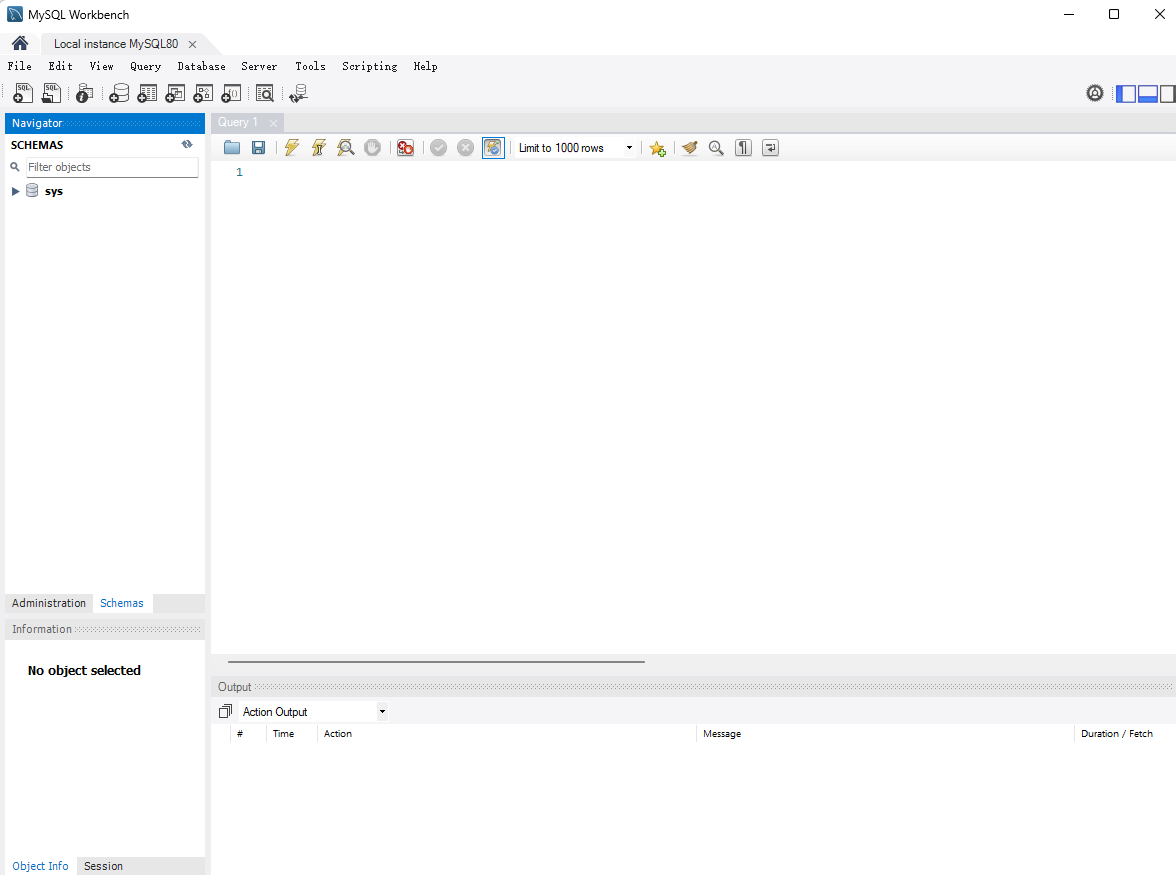 MySQL Workbench
Local instance MySQL80
File Edit View Query Database Server Tools Scripting Help
SQL SQL
Navigator
Query 1
SCHEMAS
Limit to 1000 rows
Filter objects
1
sys
Administration Schemas
Information
No object selected
Output
Action Output
# Time Action Message Duration / Fetch
Object Info Session